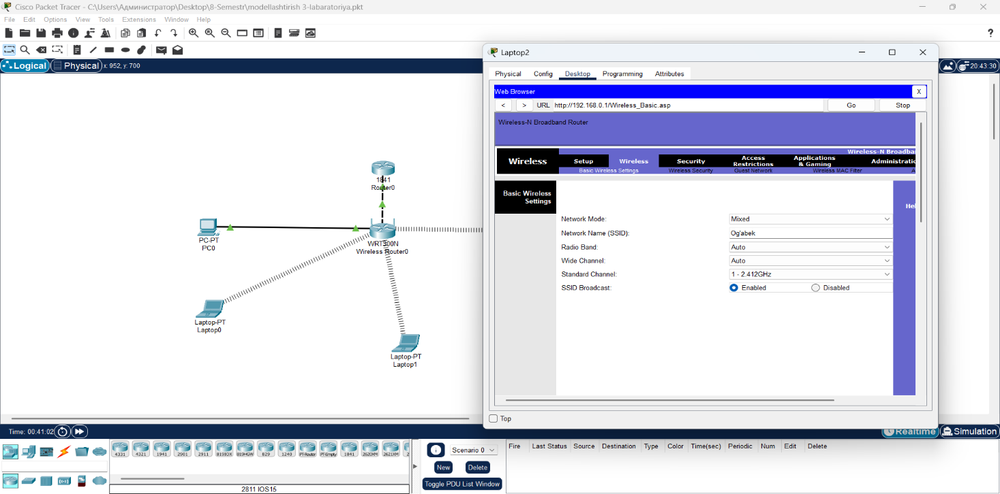 Cisco Packet Tracer - C:\Users\Администратор\Desktop\8-Semestr\modellashtirish 3-labaratoriya.pkt
File Edit Options View Tools Extensions Window Help
Logical Physical x: 952, y: 700
20:43:30
1841
Router0
PC-PT
PC0
WRT300N
Wireless Router0
Laptop-PT
Laptop0
Laptop-PT
Laptop1
Laptop2
Physical Config Desktop Programming Attributes
Web Browser X
< > URL http://192.168.0.1/Wireless_Basic.asp Go Stop
Wireless-N Broadband Router
Wireless-N Broadba
Wireless Setup Wireless Security Access Restrictions Applications & Gaming Administratio
Basic Wireless Settings Wireless Security Guest Network Wireless MAC Filter A
Basic Wireless
Settings
Hel
Network Mode: Mixed
Network Name (SSID): Og'abek
Radio Band: Auto
Wide Channel: Auto
Standard Channel: 1 - 2.412GHz
SSID Broadcast: Enabled Disabled
Top
Time: 00:41:02 Realtime Simulation
4331 4321 1941 2901 2911 819IOX 819HGW 829 1240 PT-Router PT-Empty 1841 2620XM 2621XM 2
2811 IOS15
Scenario 0
New Delete
Toggle PDU List Window
Fire Last Status Source Destination Type Color Time(sec) Periodic Num Edit Delete